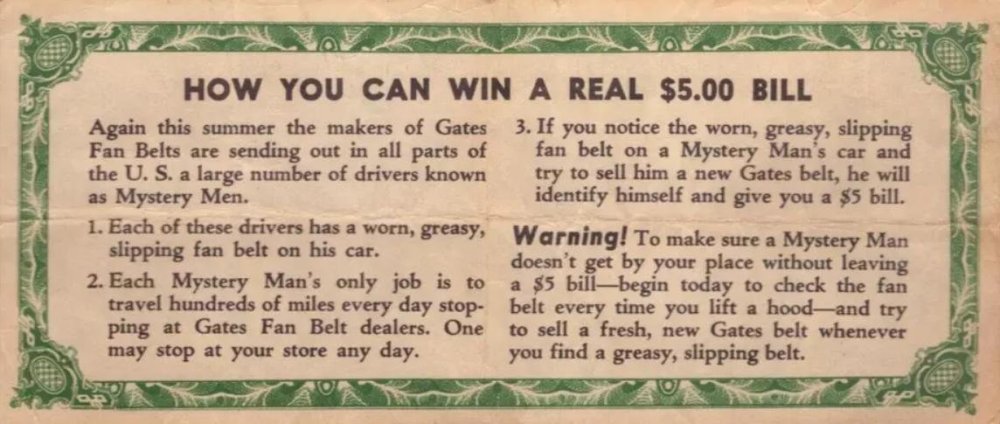 HOW YOU CAN WIN A REAL $5.00 BILL
Again this summer the makers of Gates
Fan Belts are sending out in all parts of
the U. S. a large number of drivers known
as Mystery Men.
1. Each of these drivers has a worn, greasy,
slipping fan belt on his car.
2. Each Mystery Man's only job is to
travel hundreds of miles every day stop-
ping at Gates Fan Belt dealers. One
may stop at your store any day.
3. If you notice the worn, greasy, slipping
fan belt on a Mystery Man's car and
try to sell him a new Gates belt, he will
identify himself and give you a $5 bill.
Warning! To make sure a Mystery Man
doesn't get by your place without leaving
a $5 bill—begin today to check the fan
belt every time you lift a hood—and try
to sell a fresh, new Gates belt whenever
you find a greasy, slipping belt.